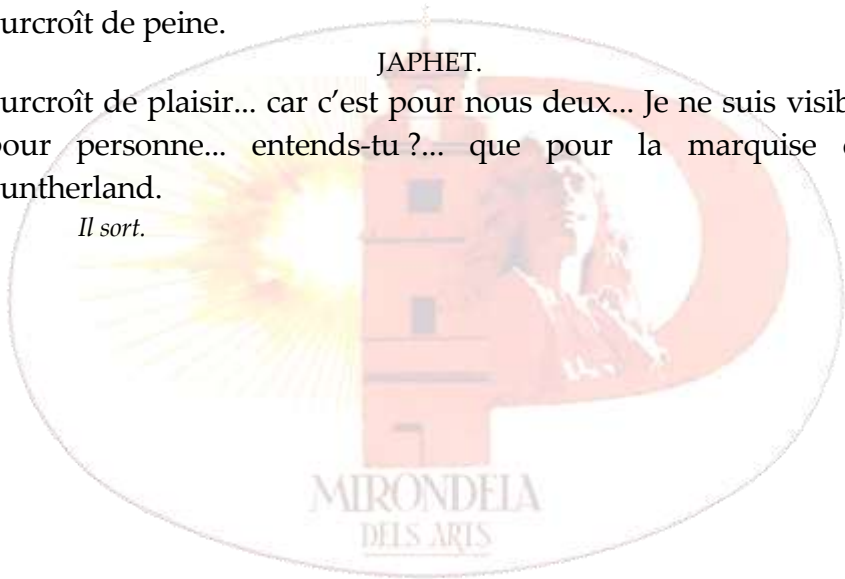 urcroît de peine.
JAPHET.
urcroît de plaisir... car c’est pour nous deux... Je ne suis visib
our personne... entends-tu ?... que pour la marquise
untherland.
Il sort.
MIRONDELA
DELS ARTS